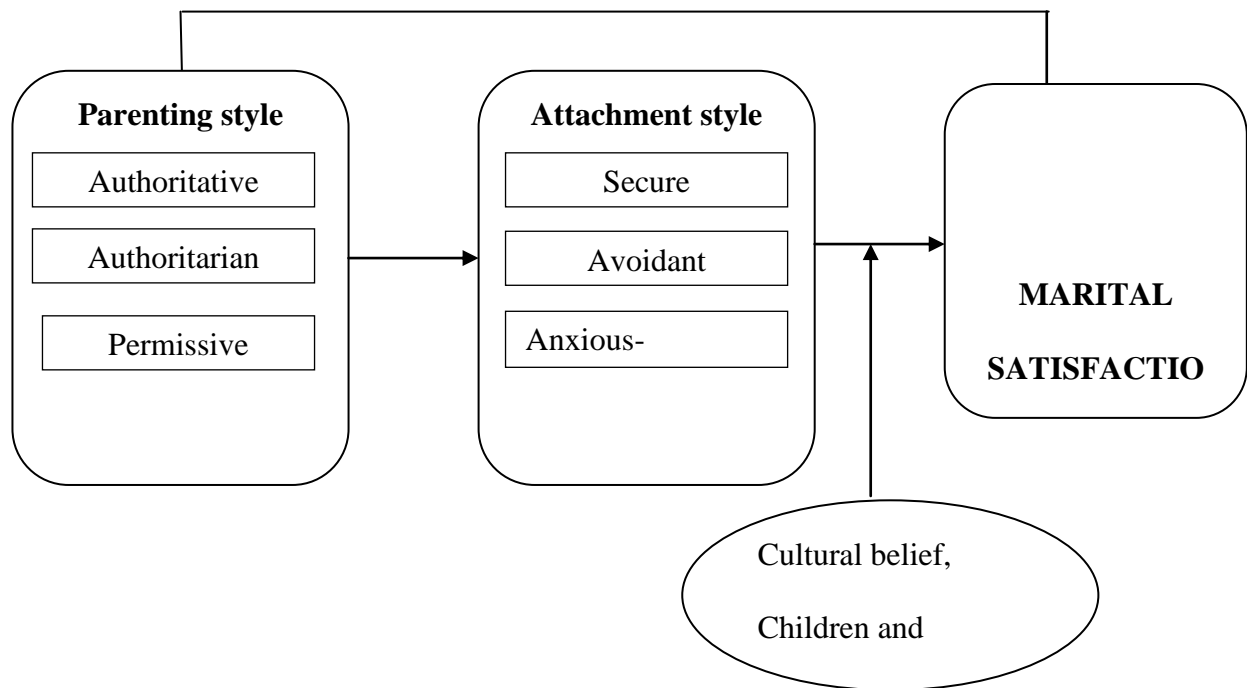 Parenting style
Authoritative
Authoritarian
Permissive
Attachment style
Secure
Avoidant
Anxious-
MARITAL
SATISFACTIO
Cultural belief,
Children and